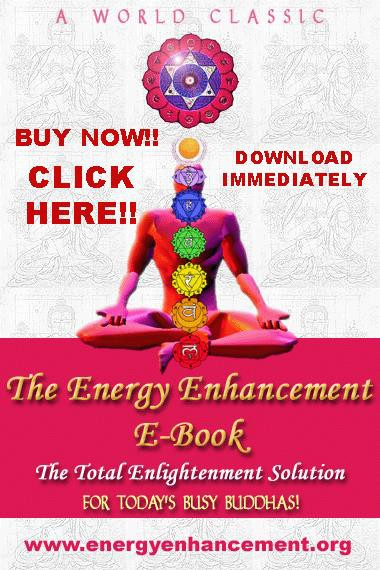 A WORLD CLASSIC
BUY NOW!!
CLICK
HERE!!
DOWNLOAD
IMMEDIATELY
The Energy Enhancement
E-Book
The Total Enlightenment Solution
FOR TODAY'S BUSY BUDDHAS!
www.energyenhancement.org